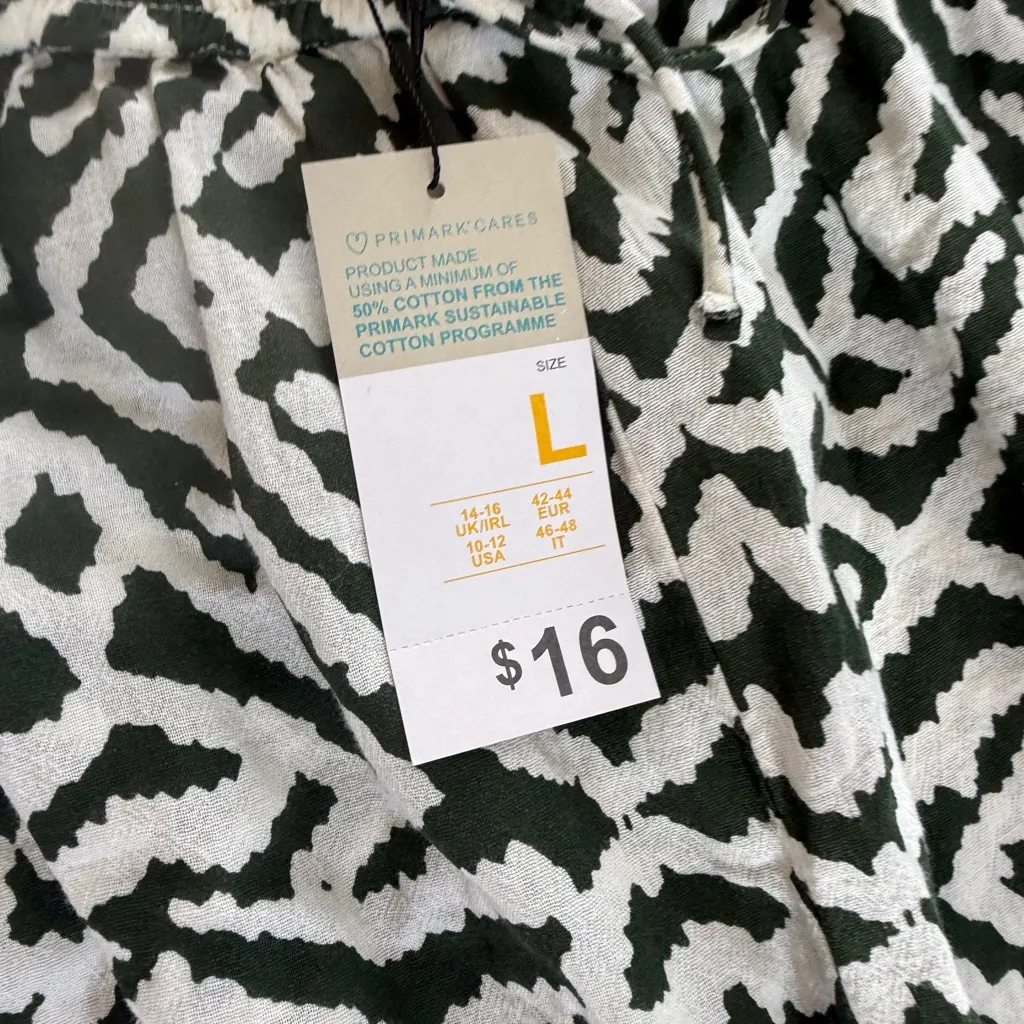 PRIMARK® CARES
PRODUCT MADE
USING A MINIMUM OF
50% COTTON FROM THE
PRIMARK SUSTAINABLE
COTTON PROGRAMME
SIZE
L
14-16
UK/IRL
42-44
EUR
10-12
USA
46-48
IT
$16